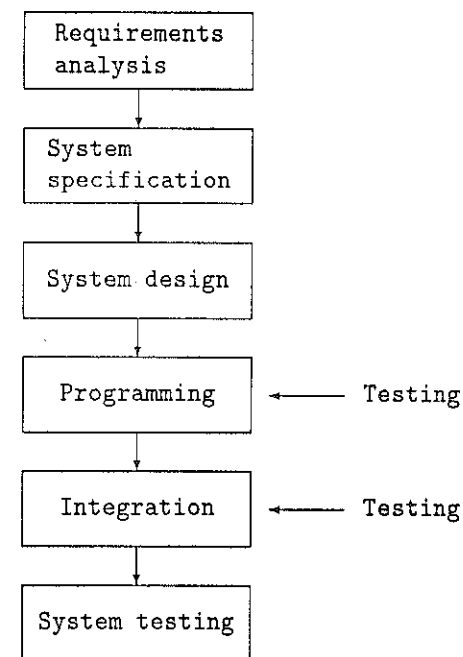 Requirements
analysis
System
specification
System design
Programming
Testing
Integration
Testing
System testing